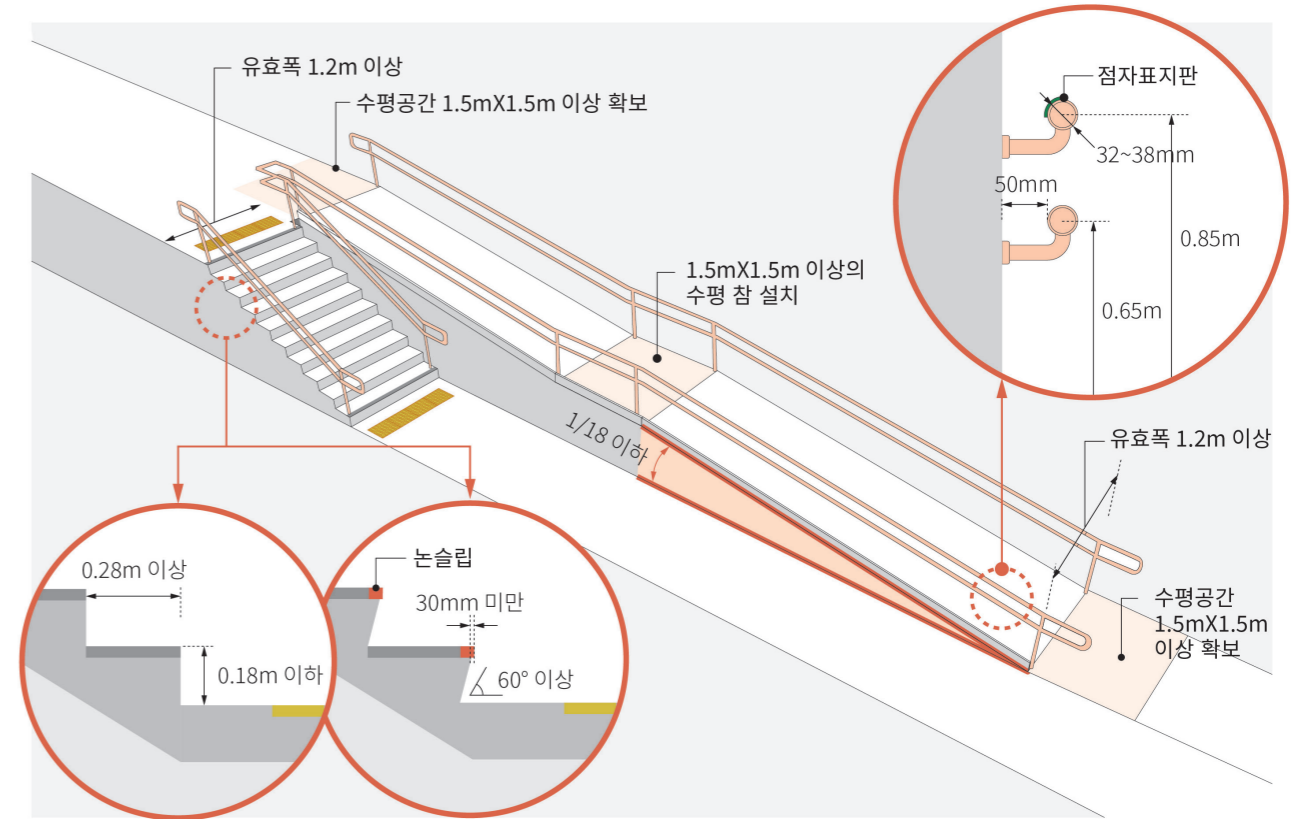 유효폭 1.2m 이상
수평공간 1.5mX1.5m 이상 확보
점자표지판
32~38mm
50mm
0.85m
0.65m
1.5mX1.5m 이상의
수평 참 설치
1/18 이하
유효폭 1.2m 이상
수평공간
1.5mX1.5m
이상 확보
0.28m 이상
0.18m 이하
논슬립
30mm 미만
60° 이상